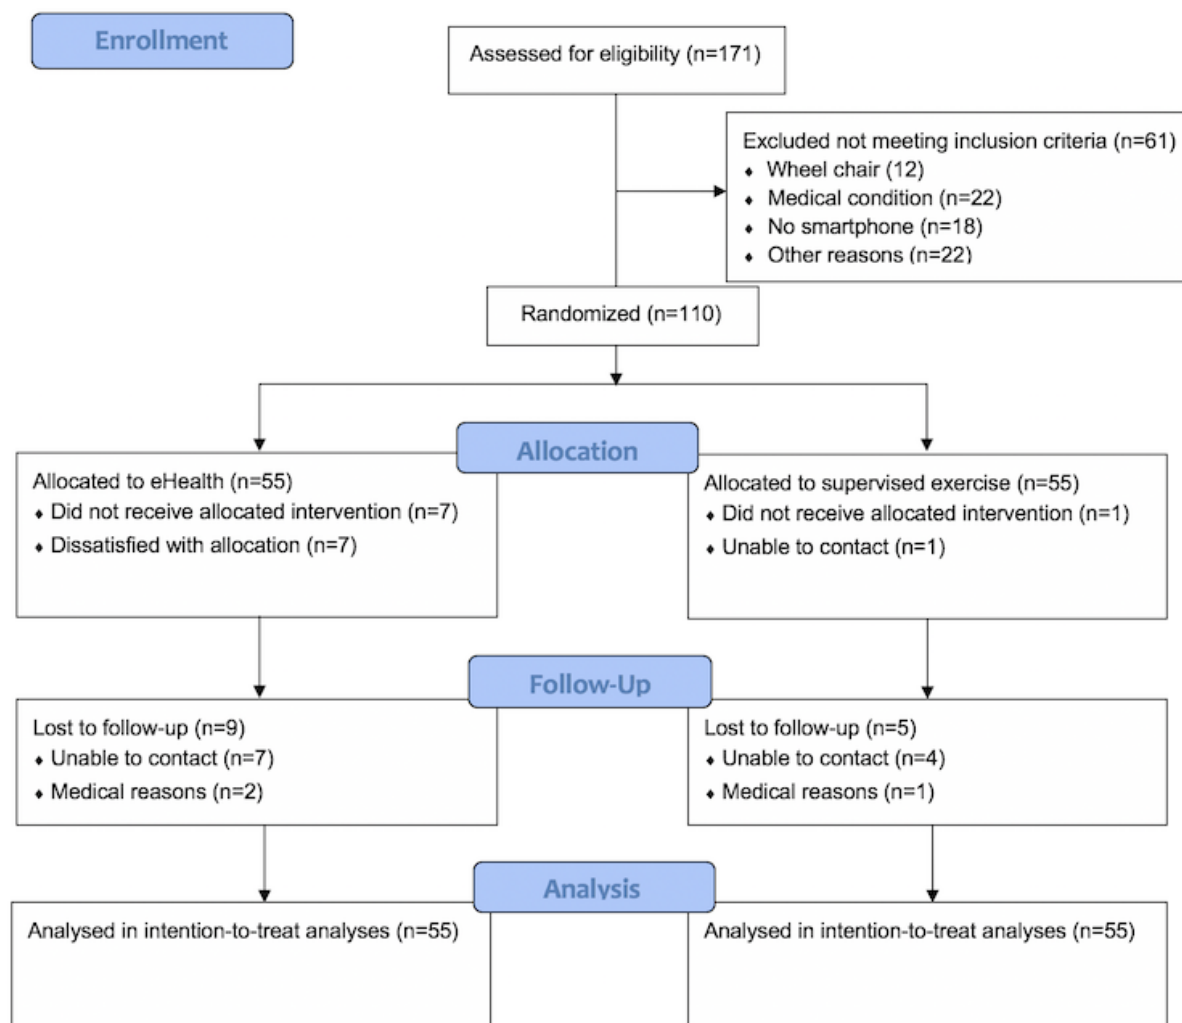 Enrollment
Assessed for eligibility (n=171)
Excluded not meeting inclusion criteria (n=61)
⬧ Wheel chair (12)
⬧ Medical condition (n=22)
⬧ No smartphone (n=18)
⬧ Other reasons (n=22)
Randomized (n=110)
Allocation
Allocated to eHealth (n=55)
⬧ Did not receive allocated intervention (n=7)
⬧ Dissatisfied with allocation (n=7)
Allocated to supervised exercise (n=55)
⬧ Did not receive allocated intervention (n=1)
⬧ Unable to contact (n=1)
Follow-Up
Lost to follow-up (n=9)
⬧ Unable to contact (n=7)
⬧ Medical reasons (n=2)
Lost to follow-up (n=5)
⬧ Unable to contact (n=4)
⬧ Medical reasons (n=1)
Analysis
Analysed in intention-to-treat analyses (n=55)
Analysed in intention-to-treat analyses (n=55)